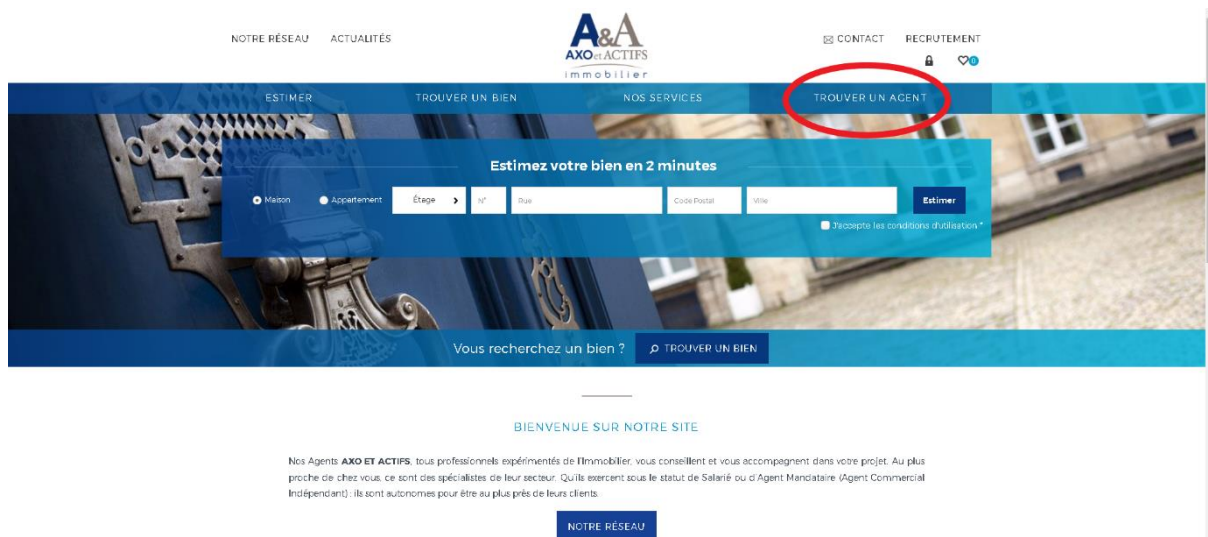 NOTRE RÉSEAU ACTUALITÉS
A&A
AXO et ACTIFS
immobilier
CONTACT RECRUTEMENT
0
ESTIMER TROUVER UN BIEN NOS SERVICES TROUVER UN AGENT
Estimez votre bien en 2 minutes
Maison Appartement Étage N° Rue Code Postal Ville Estimer
J'accepte les conditions d'utilisation *
Vous recherchez un bien ? TROUVER UN BIEN
BIENVENUE SUR NOTRE SITE
Nos Agents AXO ET ACTIFS, tous professionnels expérimentés de l'Immobilier, vous conseillent et vous accompagnent dans votre projet. Au plus
proche de chez vous, ce sont des spécialistes de leur secteur. Qu'ils exercent sous le statut de Salarié ou d'Agent Mandataire (Agent Commercial
Indépendant) : ils sont autonomes pour être au plus près de leurs clients.
NOTRE RÉSEAU